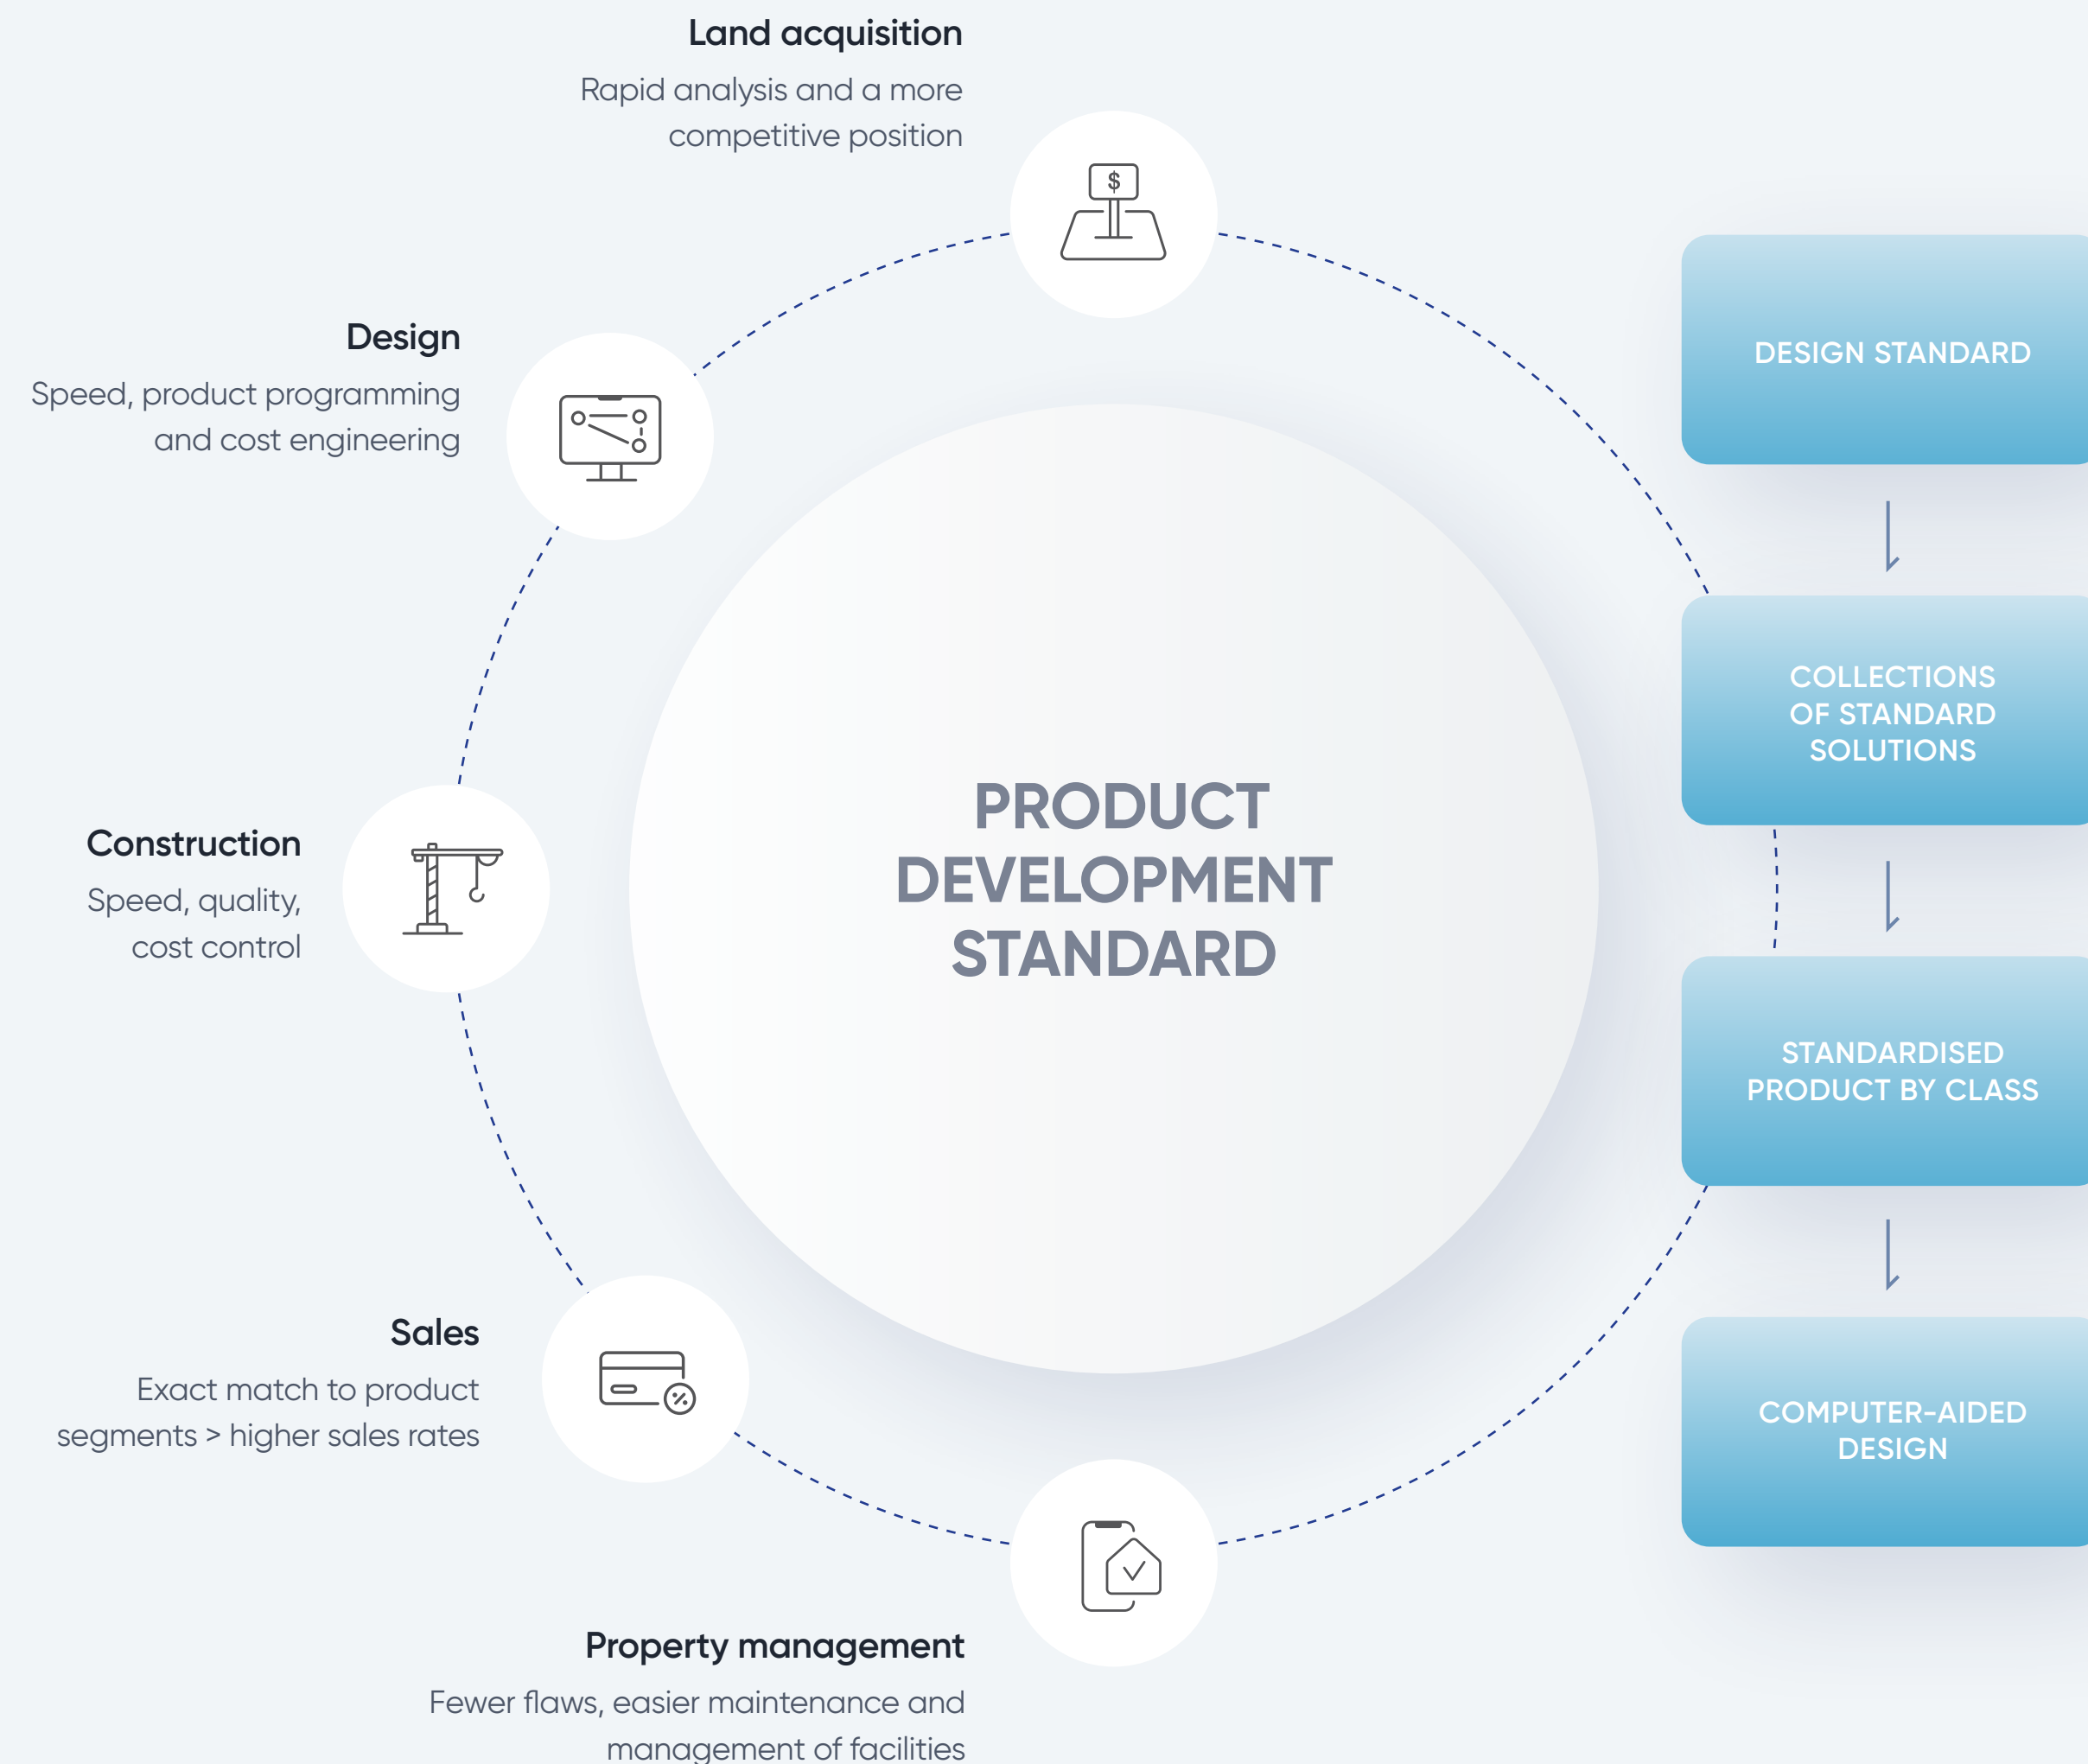 Land acquisition
Rapid analysis and a more
competitive position
$
Design
Speed, product programming
and cost engineering
Construction
Speed, quality,
cost control
Sales
Exact match to product
segments > higher sales rates
%
Property management
Fewer flaws, easier maintenance and
management of facilities
PRODUCT
DEVELOPMENT
STANDARD
DESIGN STANDARD
COLLECTIONS
OF STANDARD
SOLUTIONS
STANDARDISED
PRODUCT BY CLASS
COMPUTER-AIDED
DESIGN